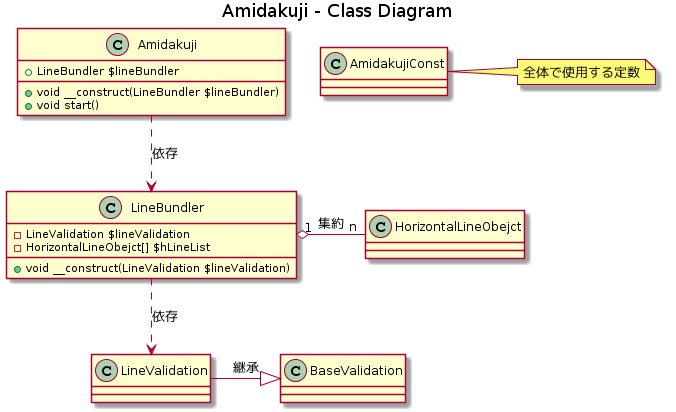 Amidakuji - Class Diagram
C Amidakuji
LineBundler $lineBundler
void __construct(LineBundler $lineBundler)
void start()
C AmidakujiConst
全体で使用する定数
依存
C LineBundler
LineValidation $lineValidation
HorizontalLineObejct[] $hLineList
void __construct(LineValidation $lineValidation)
1 集約 n
C HorizontalLineObejct
依存
C LineValidation
継承
C BaseValidation